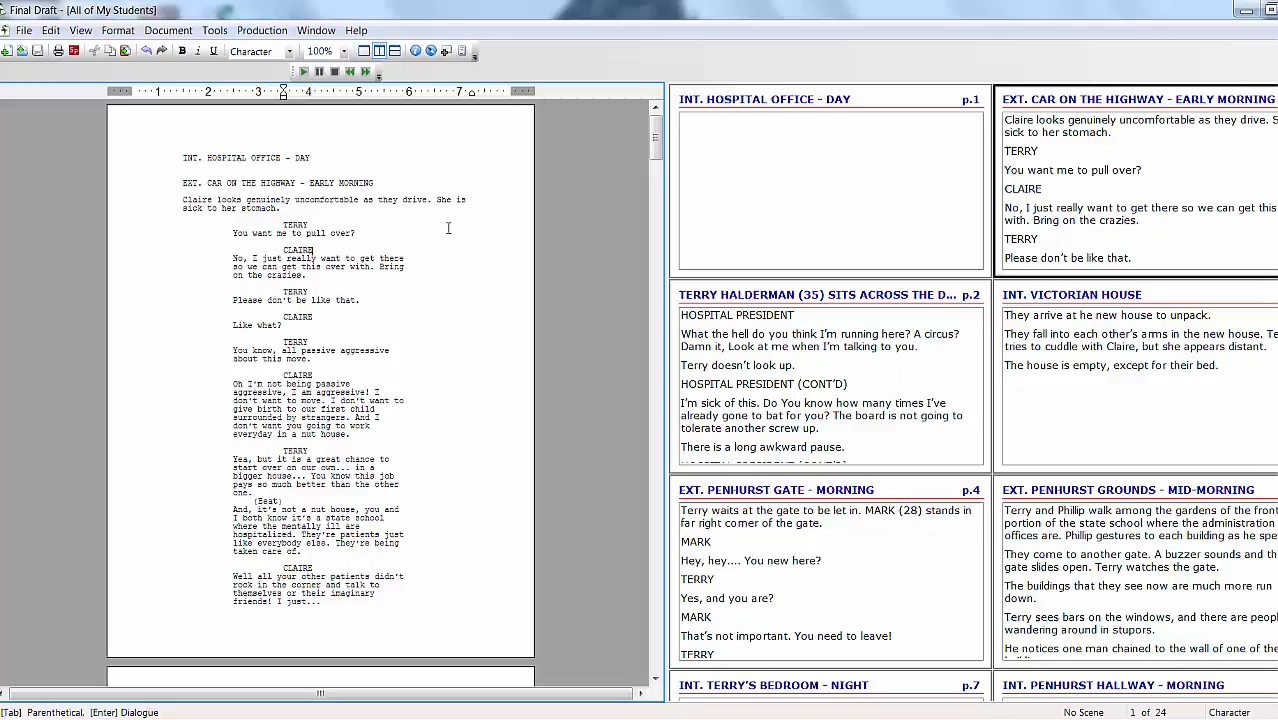 Final Draft - [All of My Students]
File Edit View Format Document Tools Production Window Help
Character 100%
1 2 3 4 5 6 7
INT. HOSPITAL OFFICE - DAY
EXT. CAR ON THE HIGHWAY - EARLY MORNING
Claire looks genuinely uncomfortable as they drive. She is
sick to her stomach.
TERRY
You want me to pull over?
CLAIRE
No, I just really want to get there
so we can get this over with. Bring
on the crazies.
TERRY
Please don't be like that.
CLAIRE
Like what?
TERRY
You know, all passive aggressive
about this move.
CLAIRE
Oh I'm not being passive
aggressive, I am aggressive! I
don't want to move. I don't want to
give birth to our first child
surrounded by strangers. And I
don't want you going to work
everyday in a nut house.
TERRY
Yea, but it is a great chance to
start over on our own... in a
bigger house... You know this job
pays so much better than the other
one.
(Beat)
And, it's not a nut house, you and
I both know it's a state school
where the mentally ill are
hospitalized. They're patients just
like everybody else. They're being
taken care of.
CLAIRE
Well all your other patients didn't
rock in the corner and talk to
themselves or their imaginary
friends! I just...
INT. HOSPITAL OFFICE - DAY p.1
EXT. CAR ON THE HIGHWAY - EARLY MORNING
Claire looks genuinely uncomfortable as they drive. S
sick to her stomach.
TERRY
You want me to pull over?
CLAIRE
No, I just really want to get there so we can get this
with. Bring on the crazies.
TERRY
Please don't be like that.
TERRY HALDERMAN (35) SITS ACROSS THE D... p.2
HOSPITAL PRESIDENT
What the hell do you think I'm running here? A circus?
Damn it, Look at me when I'm talking to you.
Terry doesn't look up.
HOSPITAL PRESIDENT (CONT'D)
I'm sick of this. Do You know how many times I've
already gone to bat for you? The board is not going to
tolerate another screw up.
There is a long awkward pause.
HOSPITAL PRESIDENT (CONT'D)
INT. VICTORIAN HOUSE
They arrive at he new house to unpack.
They fall into each other's arms in the new house. Te
tries to cuddle with Claire, but she appears distant.
The house is empty, except for their bed.
EXT. PENHURST GATE - MORNING p.4
Terry waits at the gate to be let in. MARK (28) stands in
far right corner of the gate.
MARK
Hey, hey.... You new here?
TERRY
Yes, and you are?
MARK
That's not important. You need to leave!
TERRY
EXT. PENHURST GROUNDS - MID-MORNING
Terry and Phillip walk among the gardens of the front
portion of the state school where the administration
offices are. Phillip gestures to each building as he spe
They come to another gate. A buzzer sounds and th
gate slides open. Terry watches the gate.
The buildings that they see now are much more run
down.
Terry sees bars on the windows, and there are peop
wandering around in stupors.
He notices one man chained to the wall of one of the
INT. TERRY'S BEDROOM - NIGHT p.7
INT. PENHURST HALLWAY - MORNING
[Tab] Parenthetical. [Enter] Dialogue
No Scene 1 of 24 Character